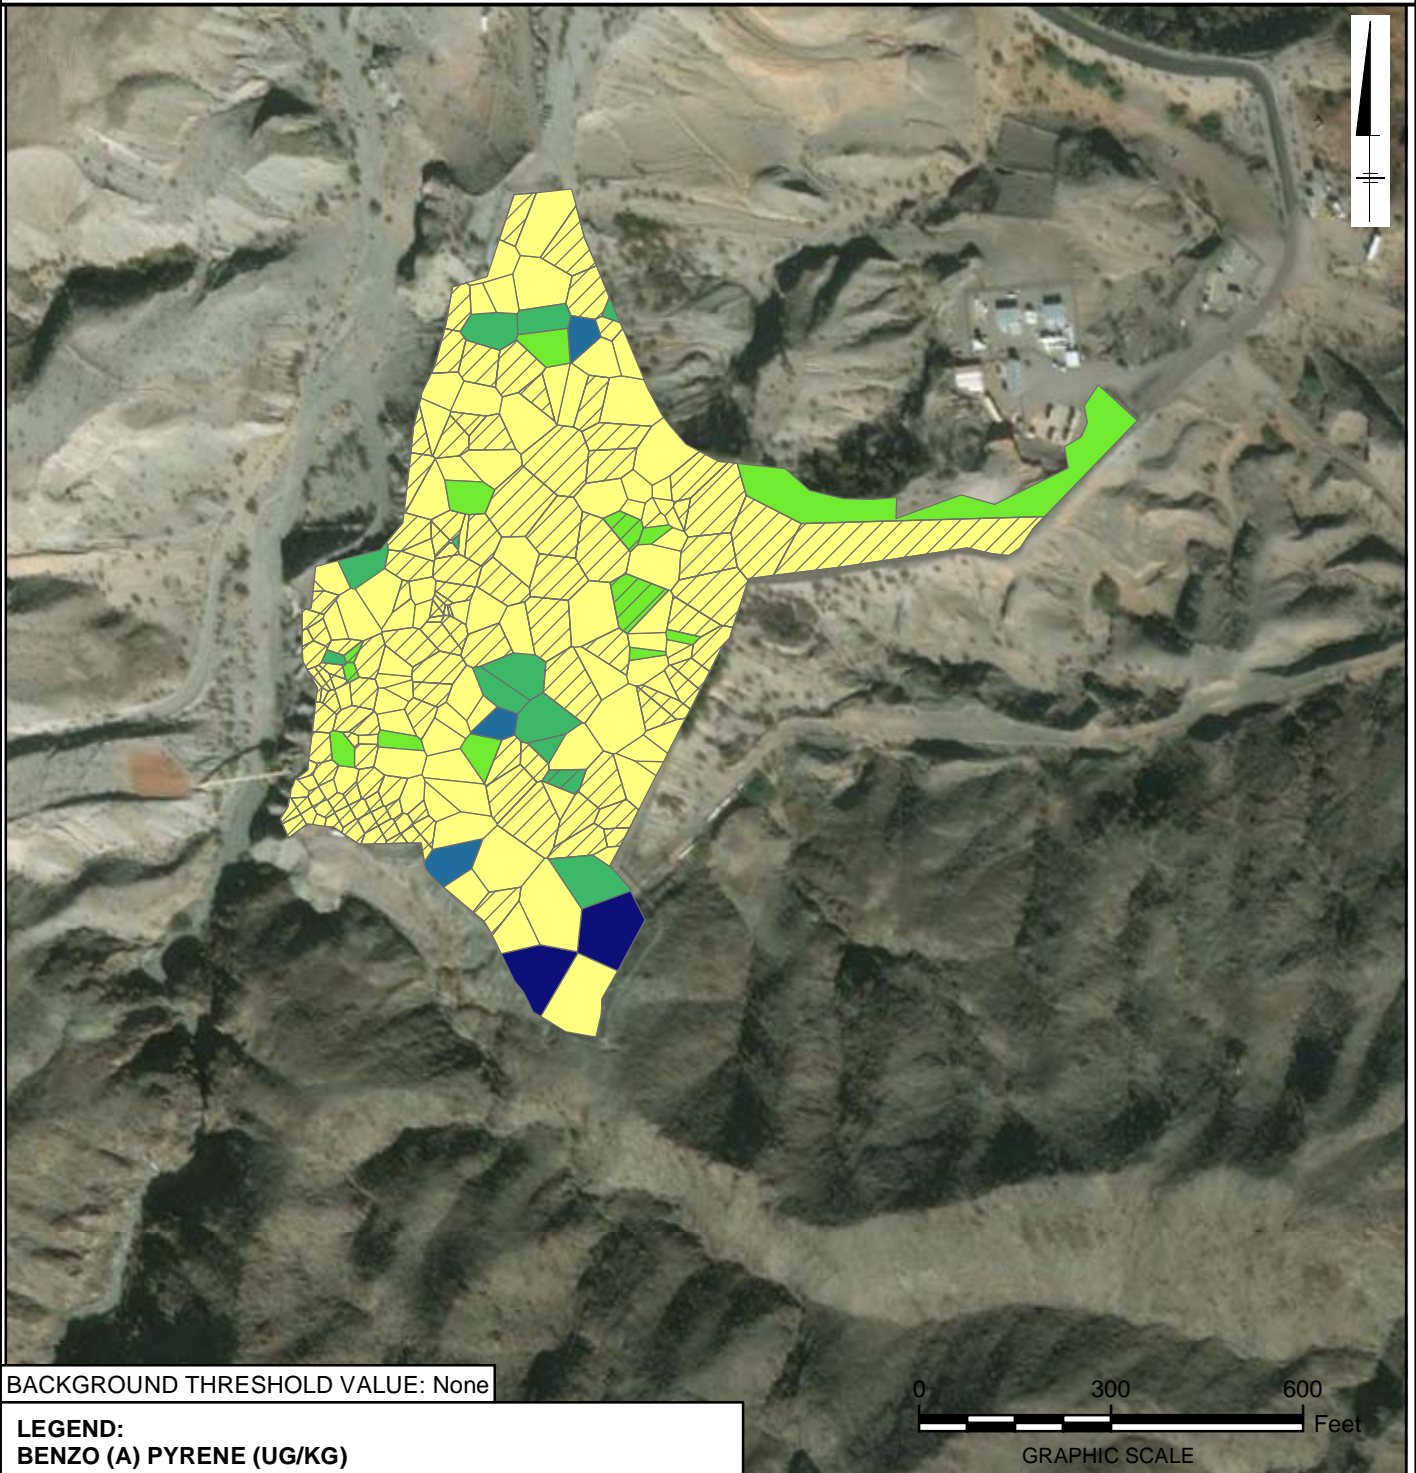 BACKGROUND THRESHOLD VALUE: None
LEGEND:
BENZO (A) PYRENE (UG/KG)
0 300 600
Feet
GRAPHIC SCALE